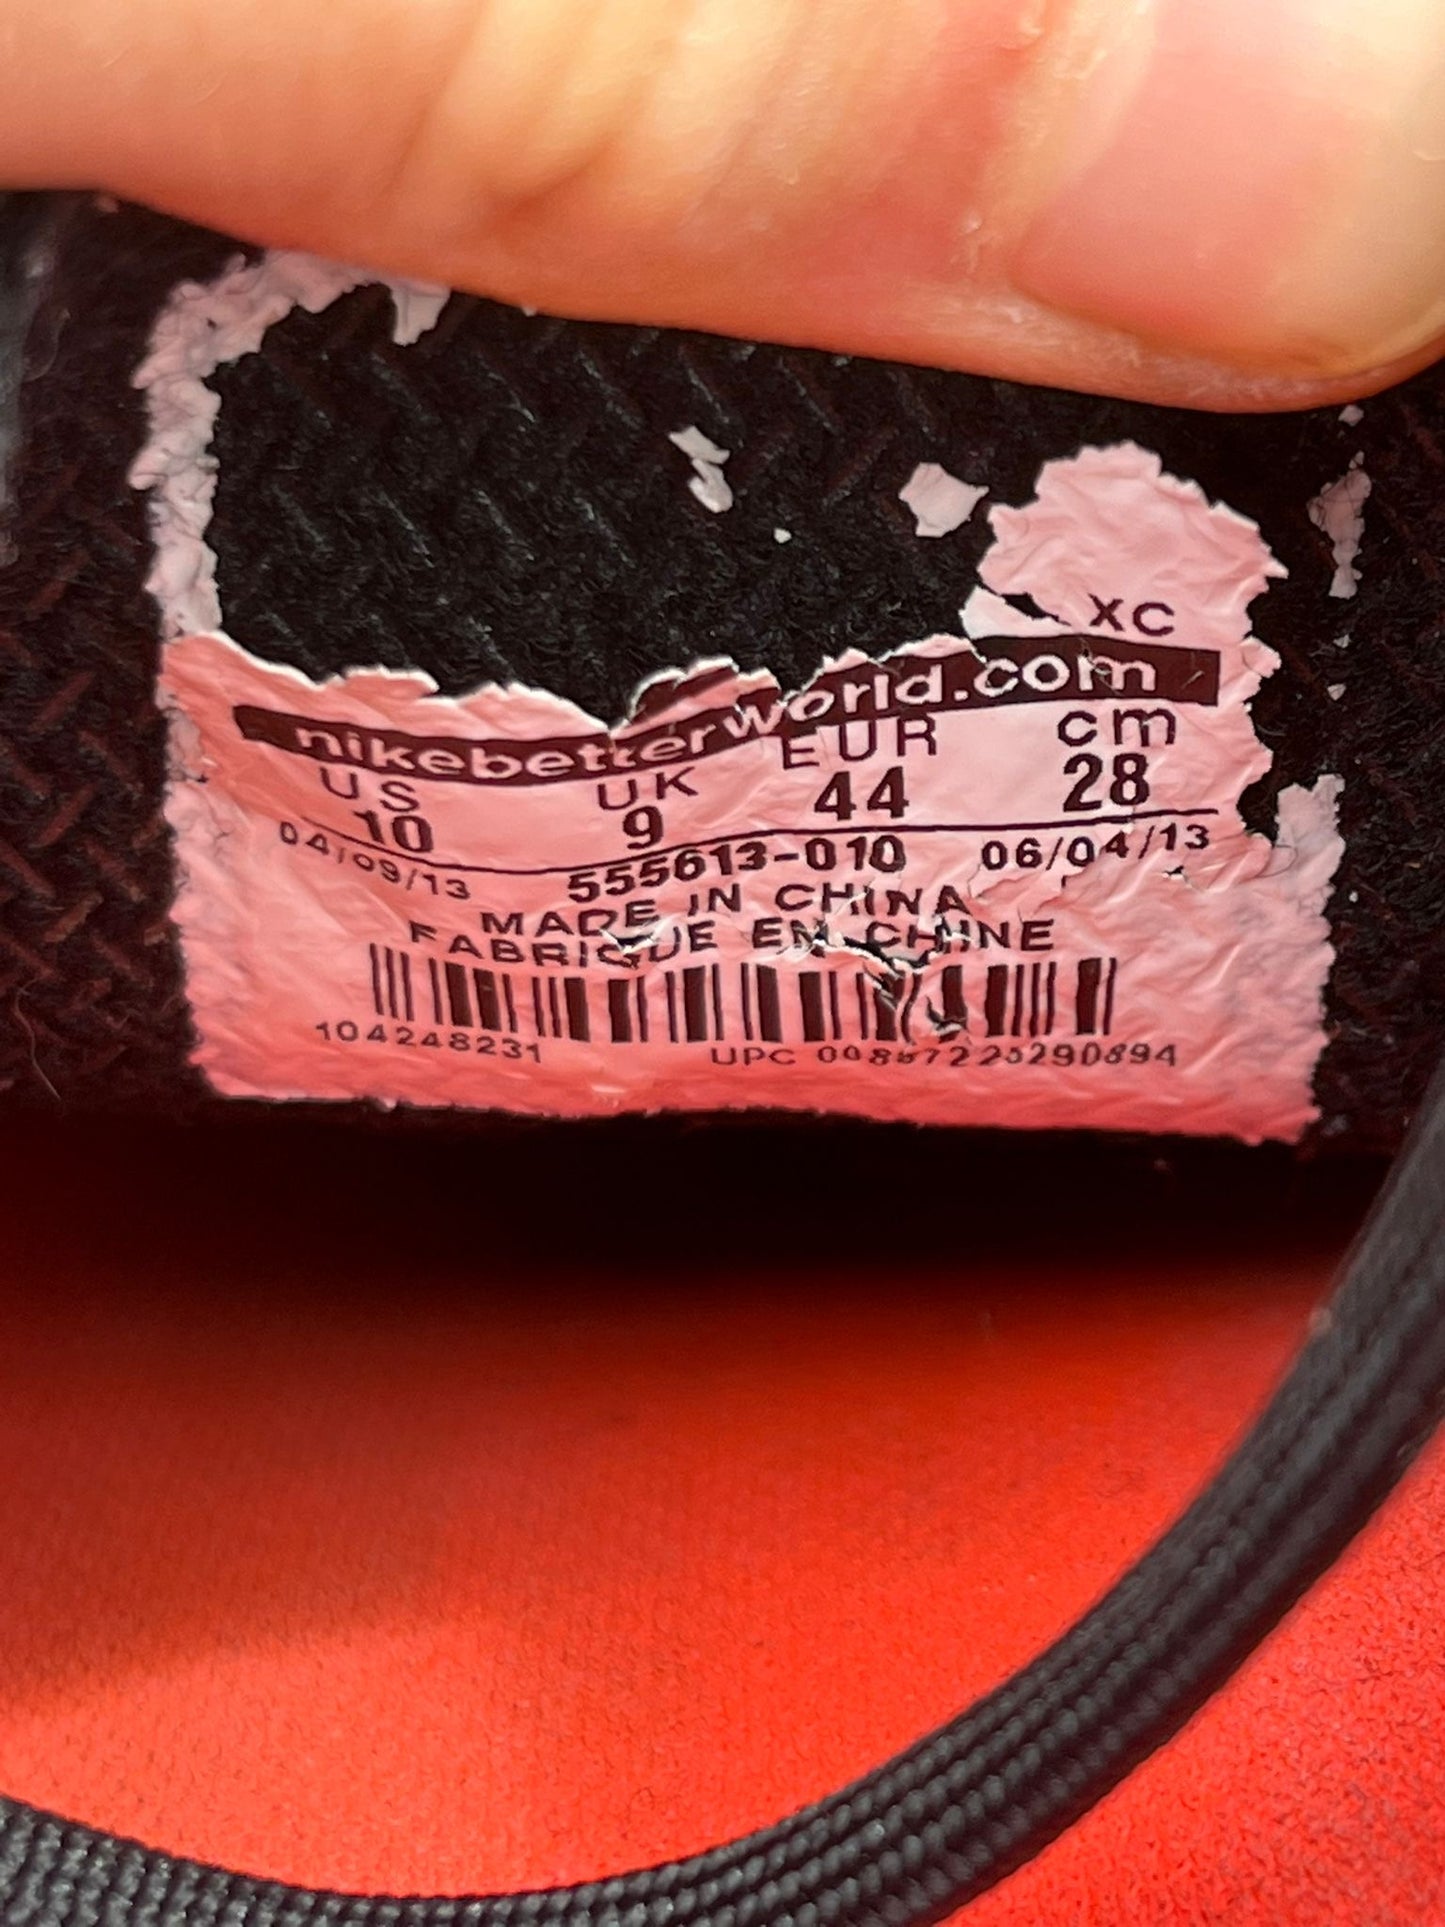 XC
nikebetterworld.com
US UK EUR cm
10 9 44 28
04/09/13 555613-010 06/04/13
MADE IN CHINA
FABRIQUE EN CHINE
104248231 UPC